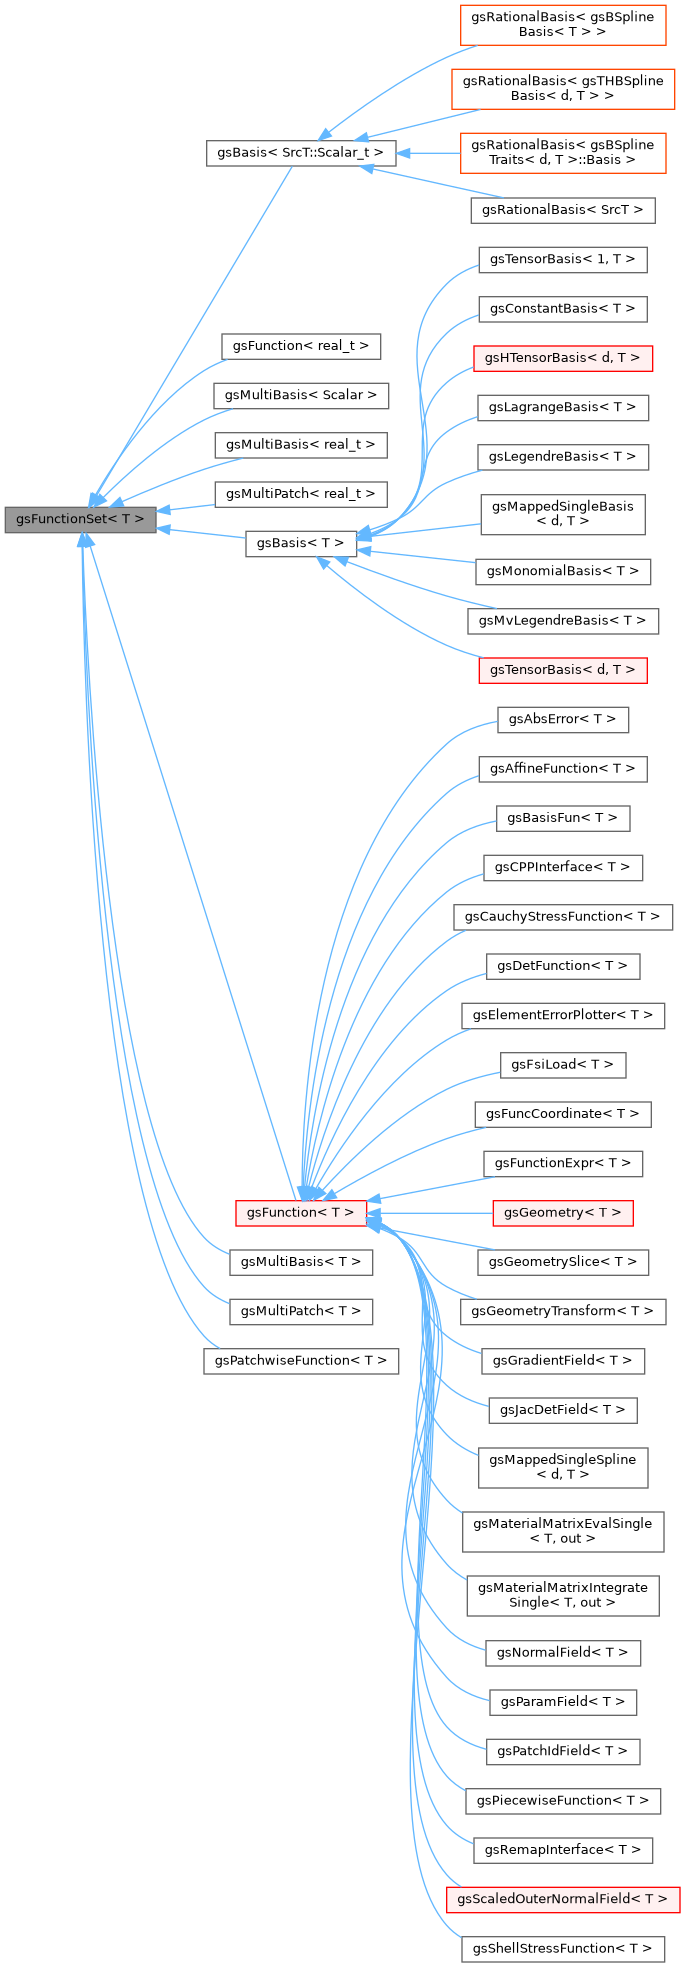 gsRationalBasis< gsBSpline
Basis< T > >
gsRationalBasis< gsTHBSpline
Basis< d, T > >
gsBasis< SrcT::Scalar_t >
gsRationalBasis< gsBSpline
Traits< d, T >::Basis >
gsRationalBasis< SrcT >
gsTensorBasis< 1, T >
gsConstantBasis< T >
gsFunction< real_t >
gsHTensorBasis< d, T >
gsMultiBasis< Scalar >
gsLagrangeBasis< T >
gsMultiBasis< real_t >
gsLegendreBasis< T >
gsMultiPatch< real_t >
gsMappedSingleBasis
< d, T >
gsFunctionSet< T >
gsBasis< T >
gsMonomialBasis< T >
gsMvLegendreBasis< T >
gsTensorBasis< d, T >
gsAbsError< T >
gsAffineFunction< T >
gsBasisFun< T >
gsCPPInterface< T >
gsCauchyStressFunction< T >
gsDetFunction< T >
gsElementErrorPlotter< T >
gsFsiLoad< T >
gsFuncCoordinate< T >
gsFunctionExpr< T >
gsFunction< T >
gsGeometry< T >
gsMultiBasis< T >
gsGeometrySlice< T >
gsMultiPatch< T >
gsGeometryTransform< T >
gsPatchwiseFunction< T >
gsGradientField< T >
gsJacDetField< T >
gsMappedSingleSpline
< d, T >
gsMaterialMatrixEvalSingle
< T, out >
gsMaterialMatrixIntegrate
Single< T, out >
gsNormalField< T >
gsParamField< T >
gsPatchIdField< T >
gsPiecewiseFunction< T >
gsRemapInterface< T >
gsScaledOuterNormalField< T >
gsShellStressFunction< T >